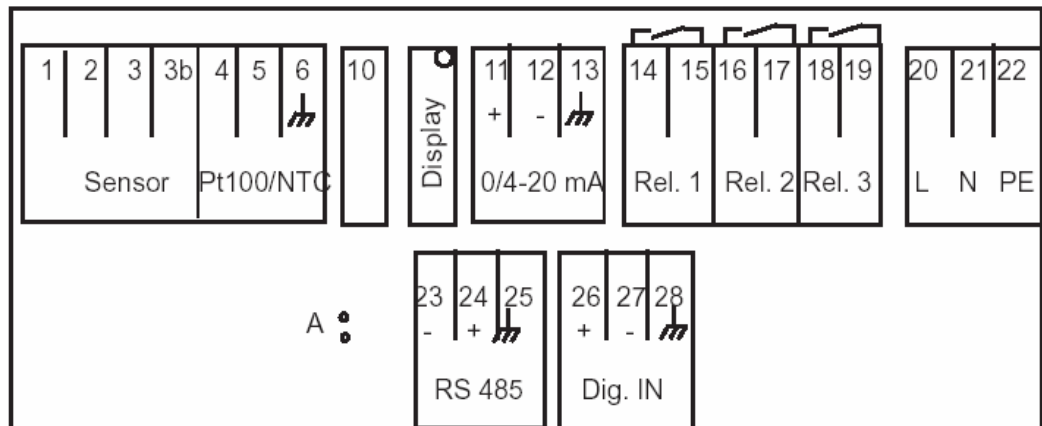 1 2 3 3b 4 5 6 10 11 12 13 14 15 16 17 18 19 20 21 22
+ -
Sensor Pt100/NTC Display 0/4-20 mA Rel. 1 Rel. 2 Rel. 3 L N PE
23 24 25 26 27 28
A - + + -
RS 485 Dig. IN